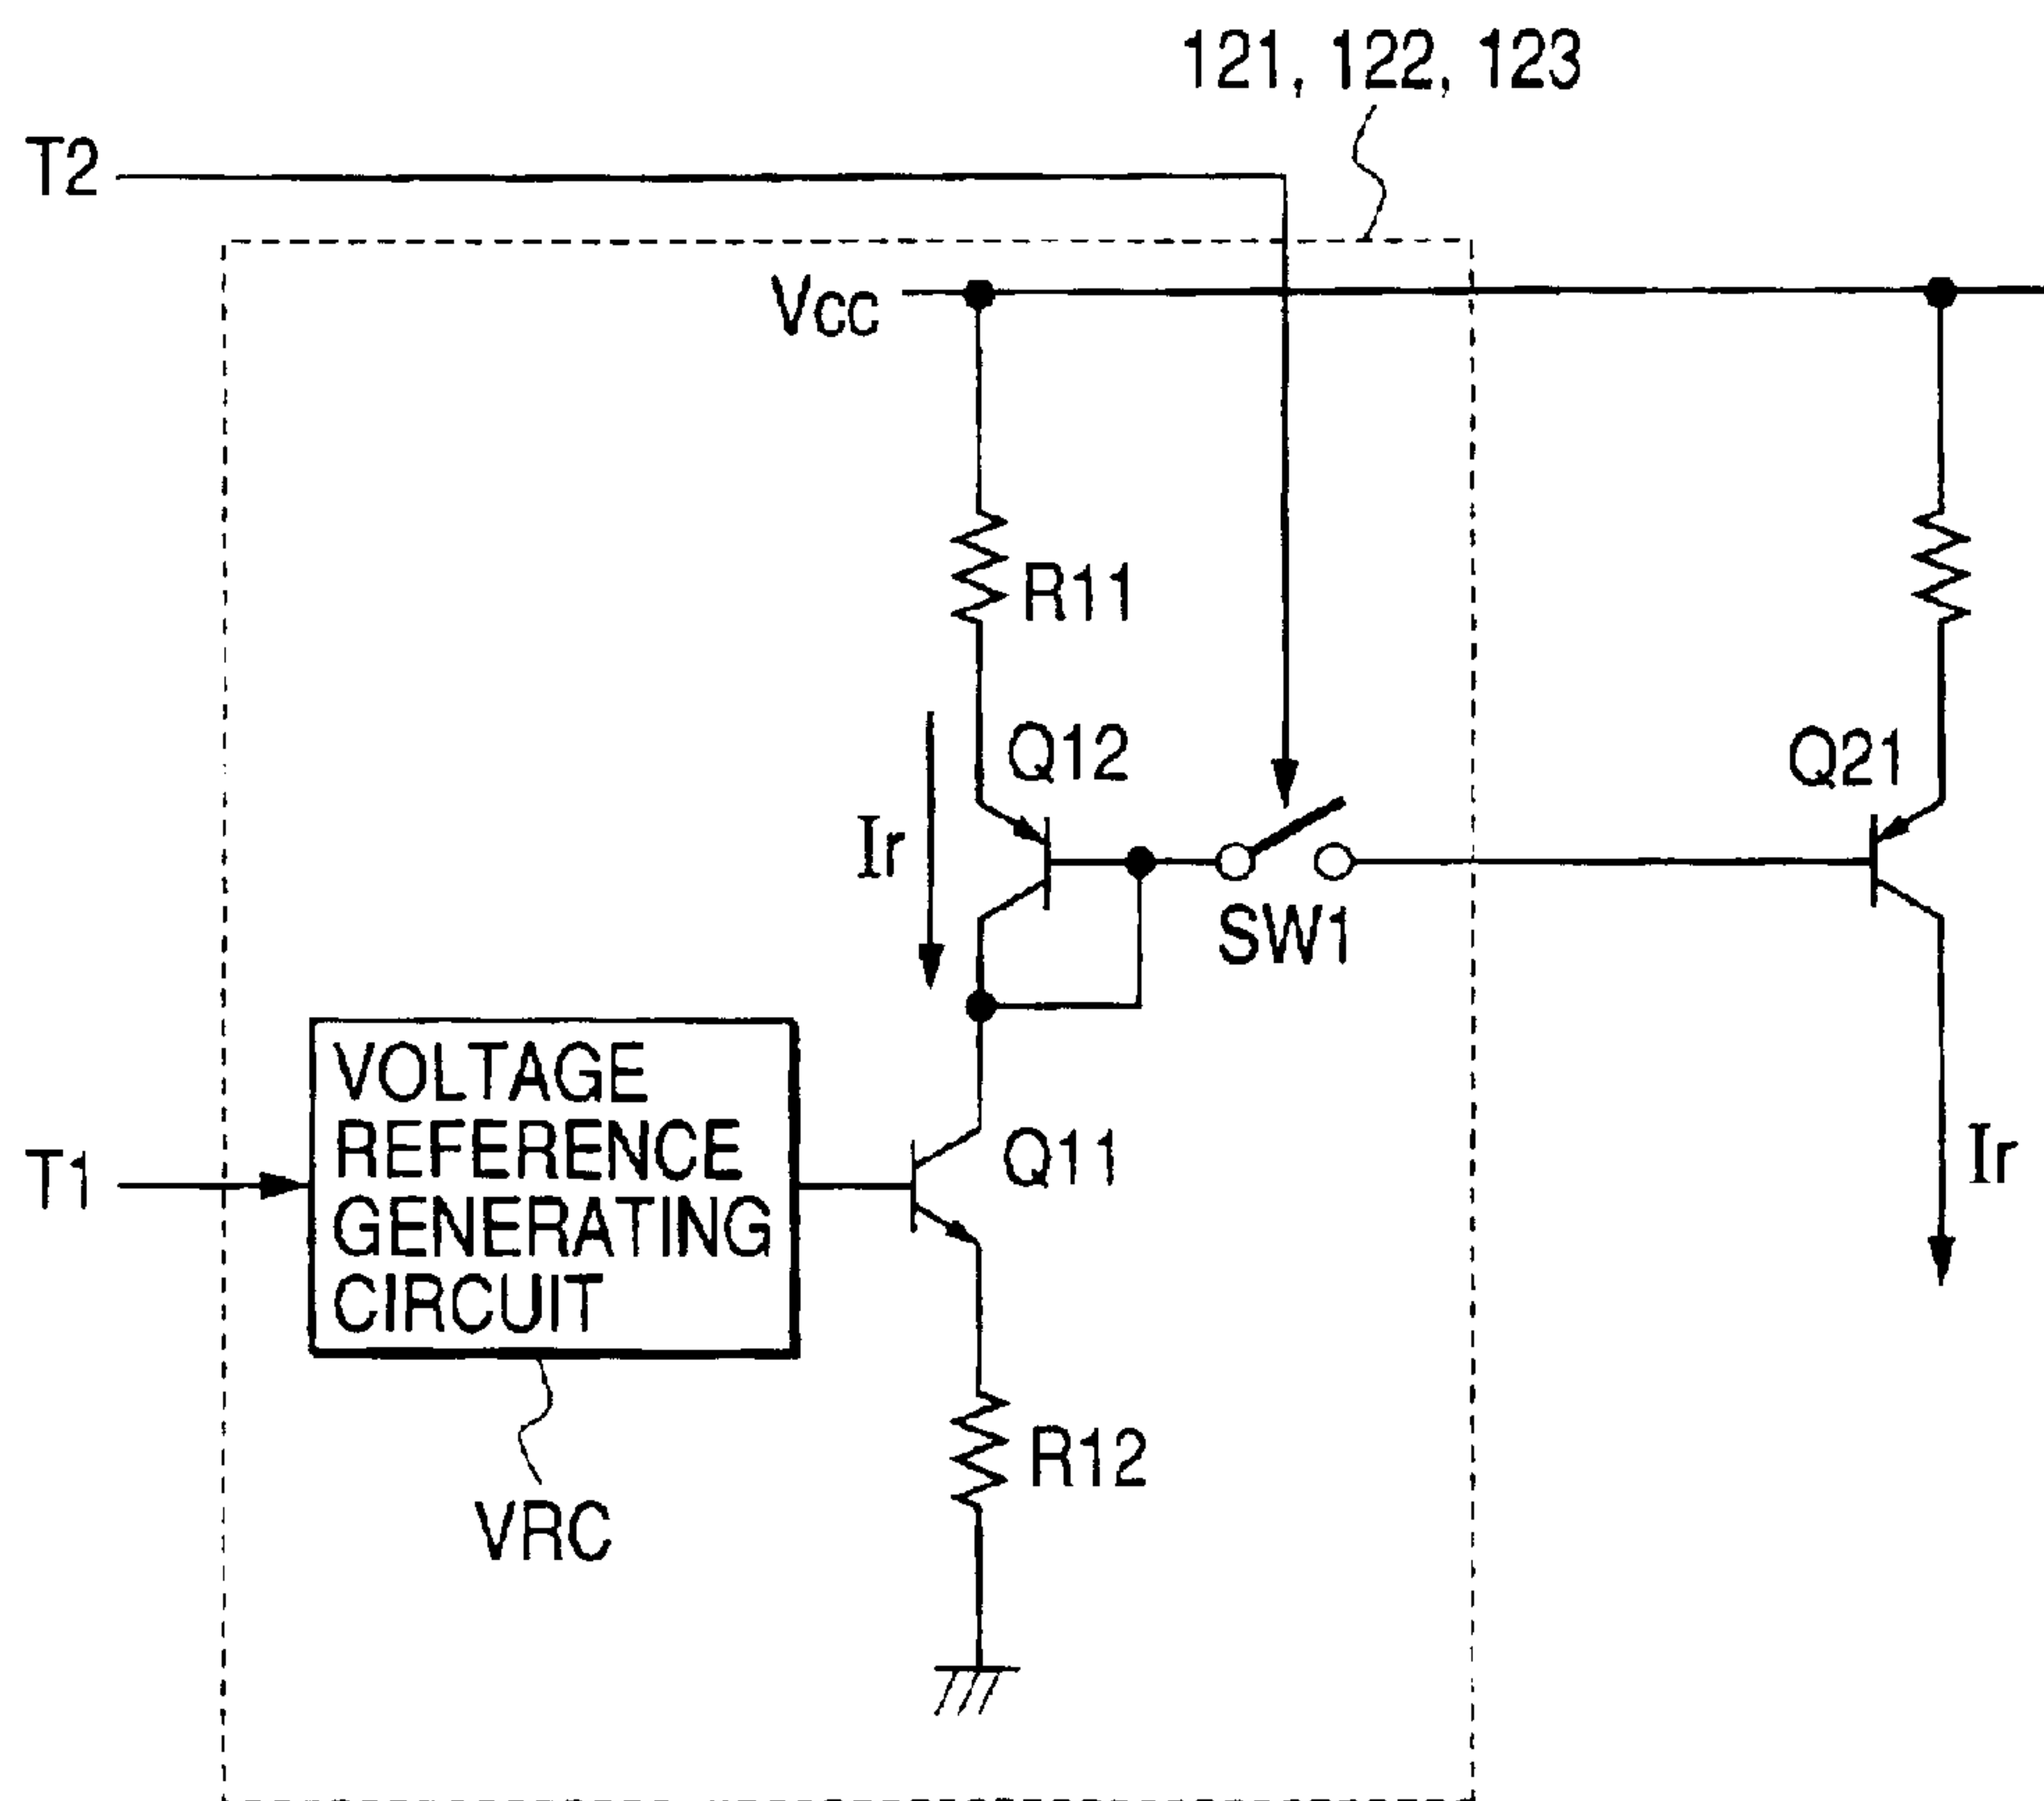 121, 122, 123
T2
Vcc
R11
Q12
Q21
Ir
SW1
VOLTAGE
REFERENCE
GENERATING
CIRCUIT
T1
Q11
Ir
R12
VRC